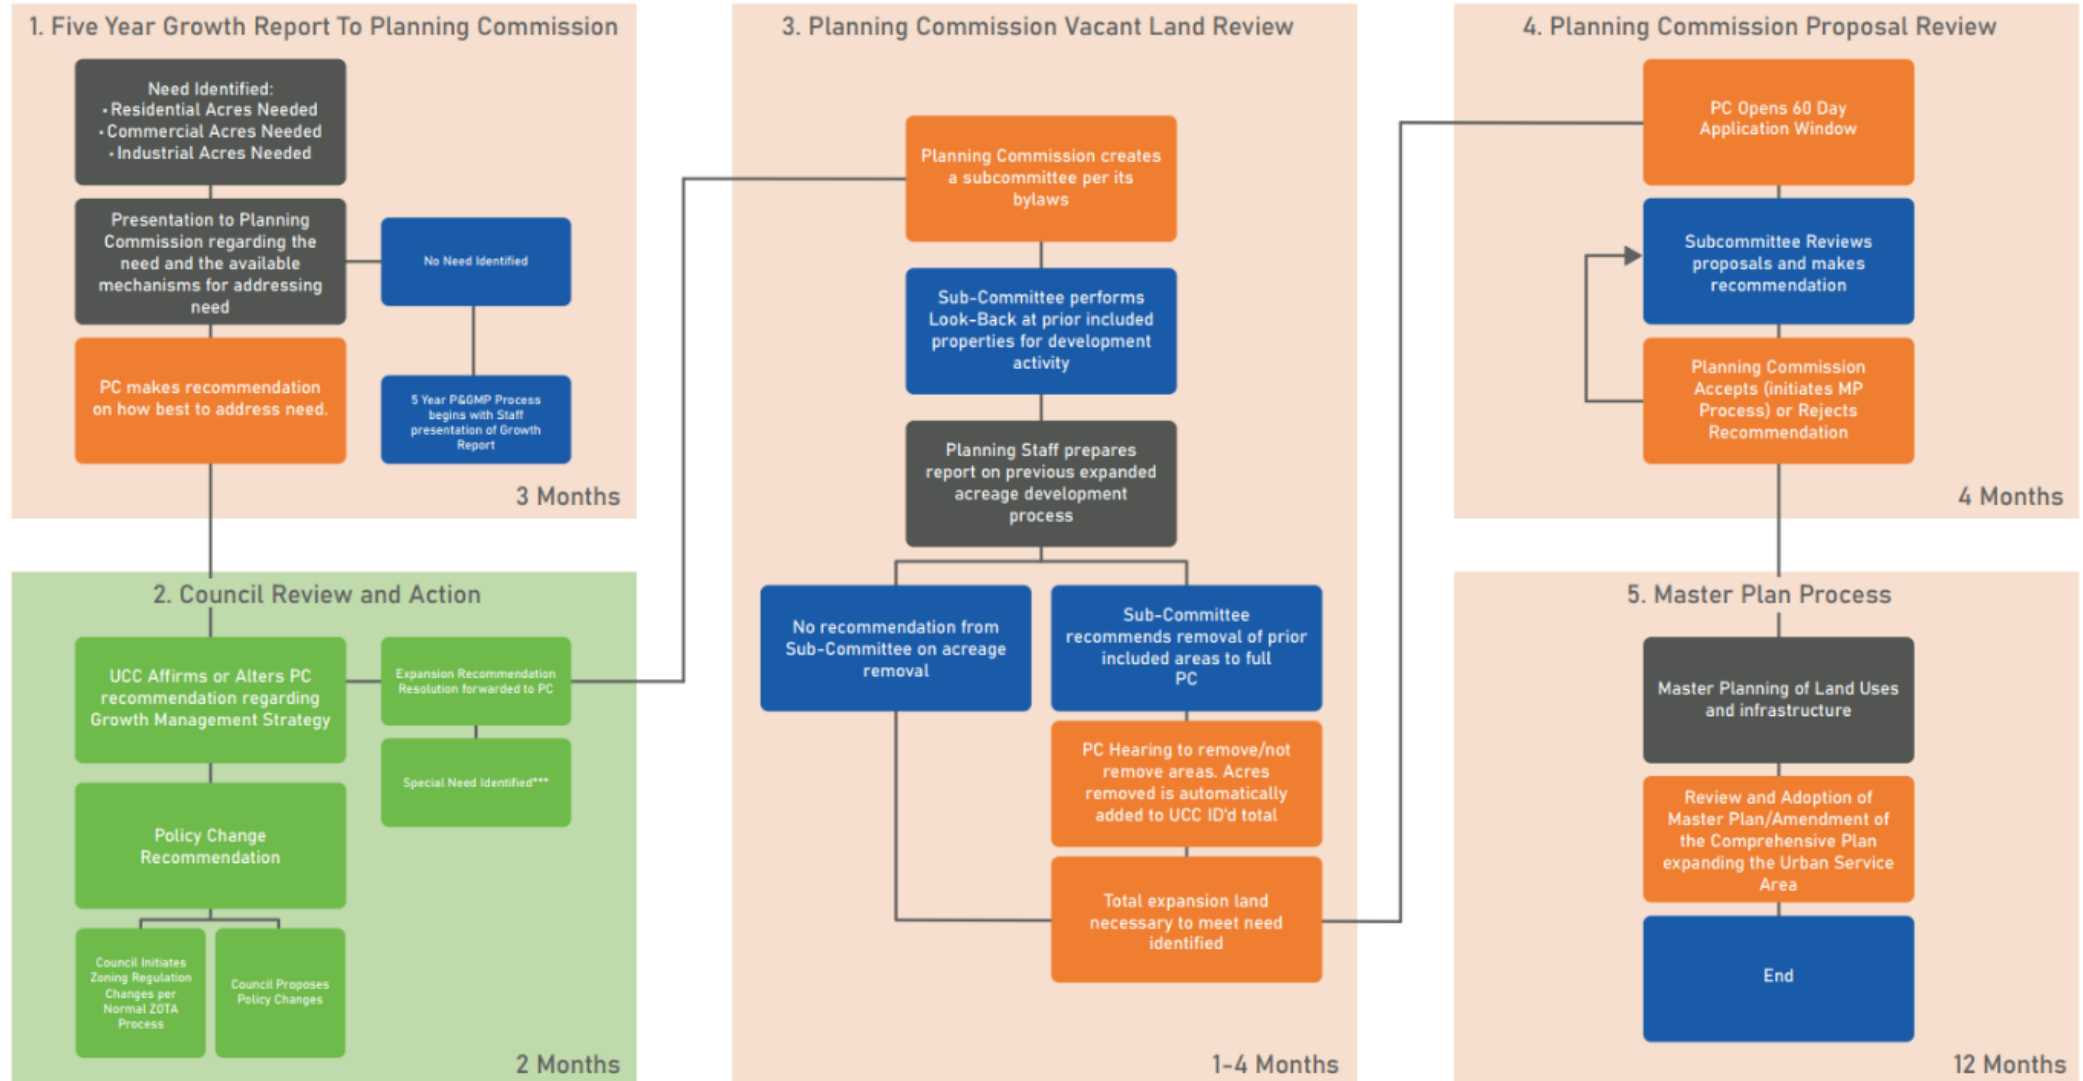 1. Five Year Growth Report To Planning Commission
Need Identified:
• Residential Acres Needed
• Commercial Acres Needed
• Industrial Acres Needed
Presentation to Planning
Commission regarding the
need and the available
mechanisms for addressing
need
No Need Identified
PC makes recommendation
on how best to address need.
5 Year P&GMP Process
begins with Staff
presentation of Growth
Report
3 Months
2. Council Review and Action
UCC Affirms or Alters PC
recommendation regarding
Growth Management Strategy
Expansion Recommendation
Resolution forwarded to PC
Special Need Identified***
Policy Change
Recommendation
Council Initiates
Zoning Regulation
Changes per
Normal ZOTA
Process
Council Proposes
Policy Changes
2 Months
3. Planning Commission Vacant Land Review
Planning Commission creates
a subcommittee per its
bylaws
Sub-Committee performs
Look-Back at prior included
properties for development
activity
Planning Staff prepares
report on previous expanded
acreage development
process
No recommendation from
Sub-Committee on acreage
removal
Sub-Committee
recommends removal of prior
included areas to full
PC
PC Hearing to remove/not
remove areas. Acres
removed is automatically
added to UCC ID'd total
Total expansion land
necessary to meet need
identified
1-4 Months
4. Planning Commission Proposal Review
PC Opens 60 Day
Application Window
Subcommittee Reviews
proposals and makes
recommendation
Planning Commission
Accepts (initiates MP
Process) or Rejects
Recommendation
4 Months
5. Master Plan Process
Master Planning of Land Uses
and infrastructure
Review and Adoption of
Master Plan/Amendment of
the Comprehensive Plan
expanding the Urban Service
Area
End
12 Months